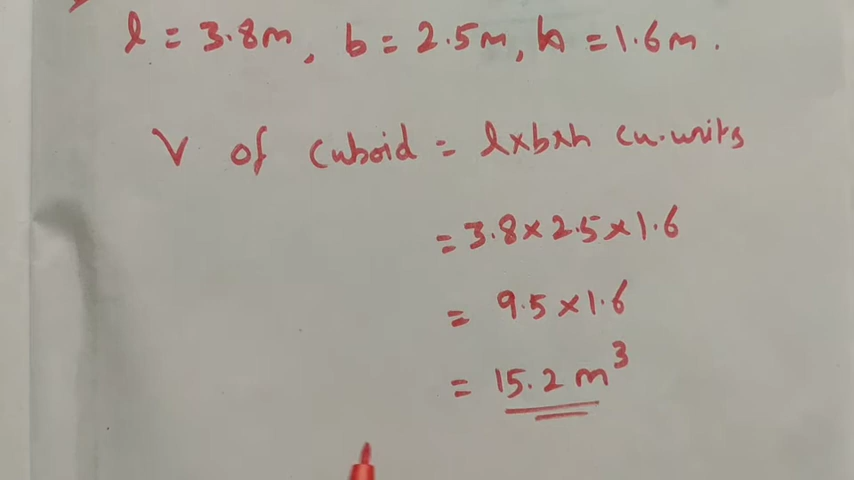 l = 3.8m, b = 2.5m, h = 1.6m.
V of cuboid = l×b×h cu.units
= 3.8 × 2.5 × 1.6
= 9.5 × 1.6
= 15.2 m³